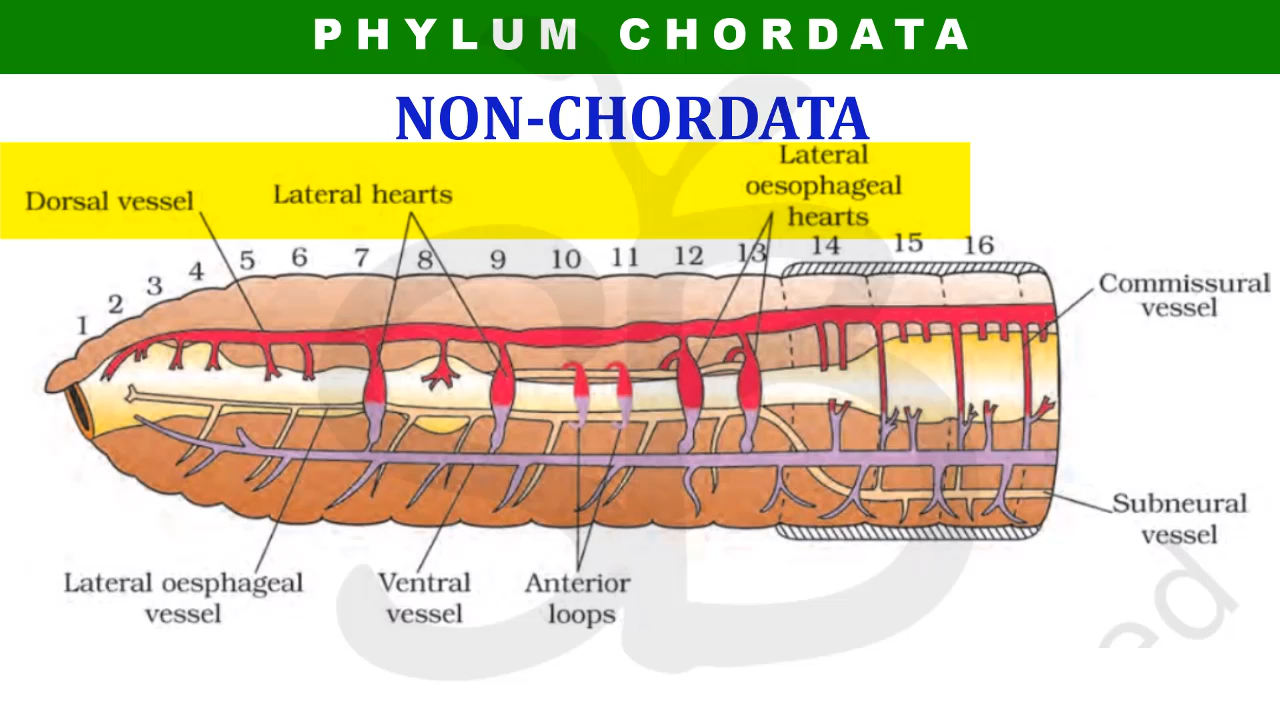 PHYLUM CHORDATA
NON-CHORDATA
Lateral
oesophageal
hearts
Dorsal vessel
Lateral hearts
1 2 3 4 5 6 7 8 9 10 11 12 13 14 15 16
Commissural
vessel
Subneural
vessel
Lateral oesphageal
vessel
Ventral
vessel
Anterior
loops
ed